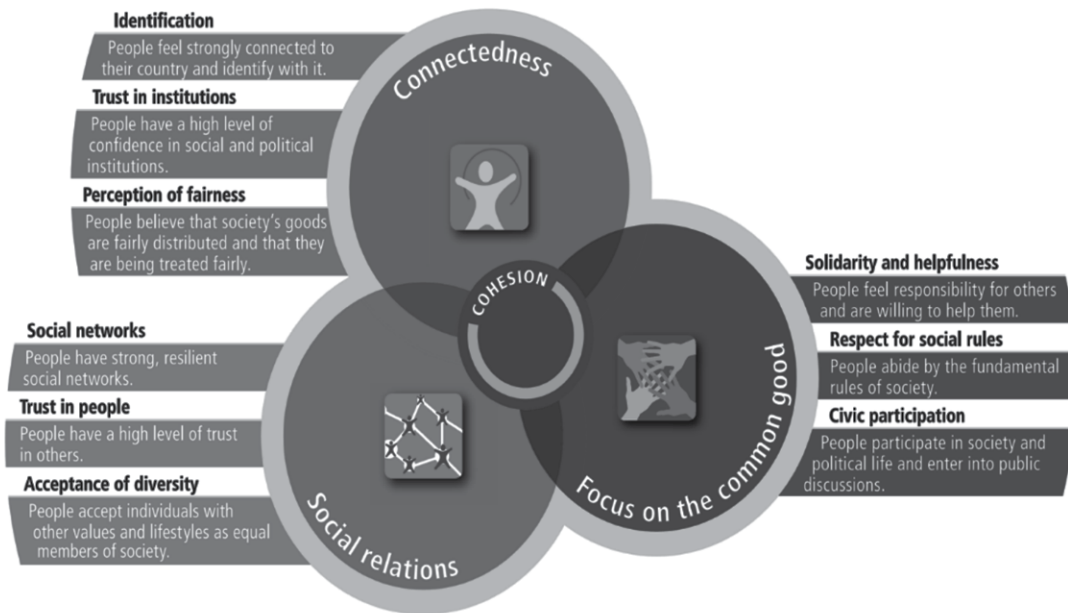 Identification
People feel strongly connected to
their country and identify with it.
Trust in institutions
People have a high level of
confidence in social and political
institutions.
Perception of fairness
People believe that society's goods
are fairly distributed and that they
are being treated fairly.
Connectedness
COHESION
Social networks
People have strong, resilient
social networks.
Trust in people
People have a high level of trust
in others.
Acceptance of diversity
People accept individuals with
other values and lifestyles as equal
members of society.
Social relations
Solidarity and helpfulness
People feel responsibility for others
and are willing to help them.
Respect for social rules
People abide by the fundamental
rules of society.
Civic participation
People participate in society and
political life and enter into public
discussions.
Focus on the common good